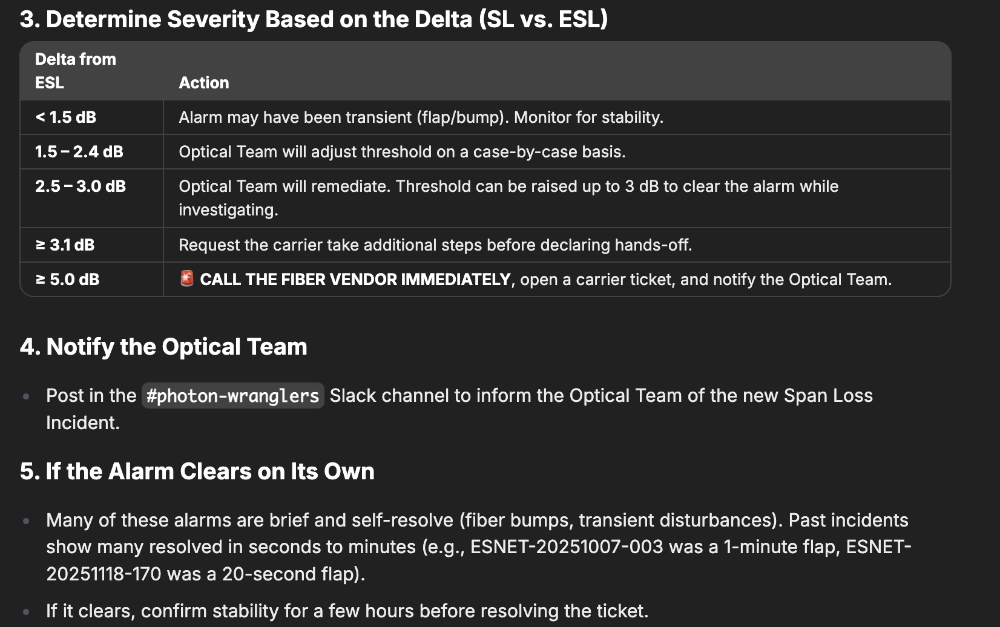 3. Determine Severity Based on the Delta (SL vs. ESL)
Delta from
ESL
Action
< 1.5 dB
Alarm may have been transient (flap/bump). Monitor for stability.
1.5 – 2.4 dB
Optical Team will adjust threshold on a case-by-case basis.
2.5 – 3.0 dB
Optical Team will remediate. Threshold can be raised up to 3 dB to clear the alarm while
investigating.
≥ 3.1 dB
Request the carrier take additional steps before declaring hands-off.
≥ 5.0 dB
🚨 CALL THE FIBER VENDOR IMMEDIATELY, open a carrier ticket, and notify the Optical Team.
4. Notify the Optical Team
• Post in the #photon-wranglers Slack channel to inform the Optical Team of the new Span Loss
Incident.
5. If the Alarm Clears on Its Own
• Many of these alarms are brief and self-resolve (fiber bumps, transient disturbances). Past incidents
show many resolved in seconds to minutes (e.g., ESNET-20251007-003 was a 1-minute flap, ESNET-
20251118-170 was a 20-second flap).
• If it clears, confirm stability for a few hours before resolving the ticket.